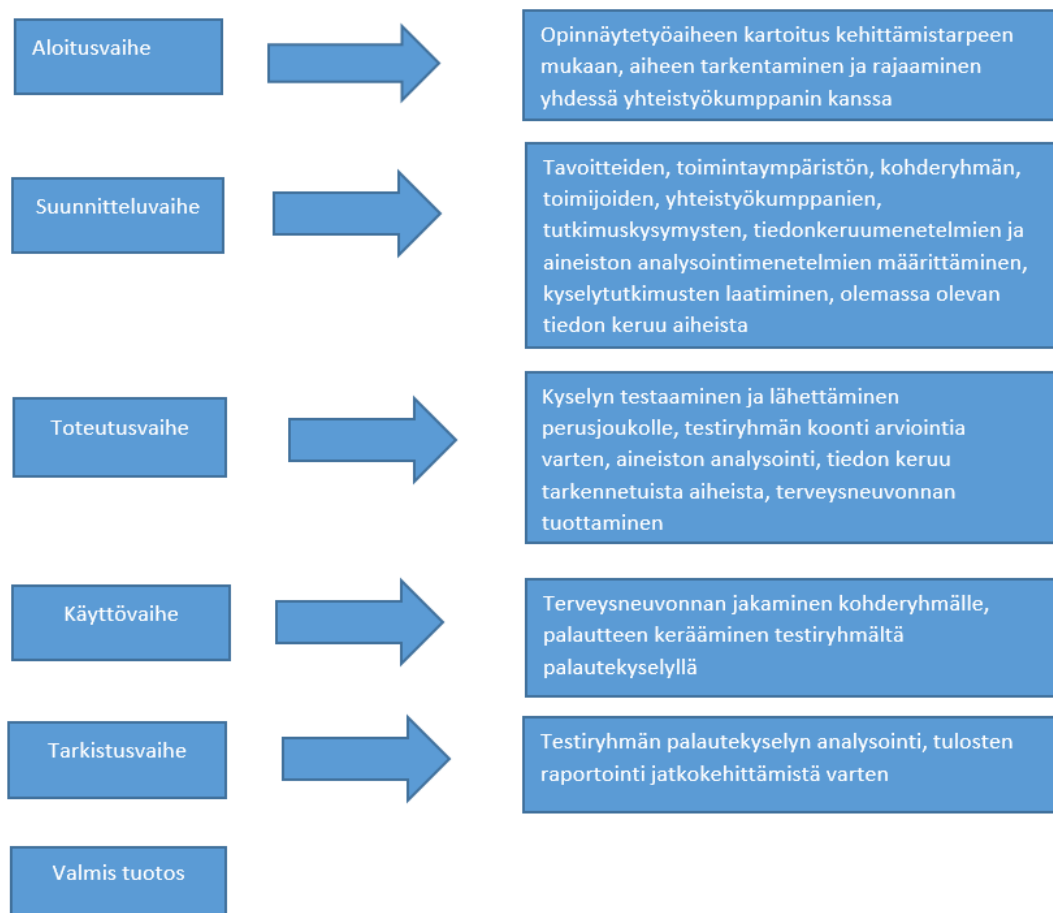 Aloitusvaihe
Opinnäytetyöaiheen kartoitus kehittämistarpeen
mukaan, aiheen tarkentaminen ja rajaaminen
yhdessä yhteistyökumppanin kanssa
Suunnitteluvaihe
Tavoitteiden, toimintaympäristön, kohderyhmän,
toimijoiden, yhteistyökumppanien,
tutkimuskysymysten, tiedonkeruumenetelmien ja
aineiston analysointimenetelmien määrittäminen,
kyselytutkimusten laatiminen, olemassa olevan
tiedon keruu aiheista
Toteutusvaihe
Kyselyn testaaminen ja lähettäminen
perusjoukolle, testiryhmän koonti arviointia
varten, aineiston analysointi, tiedon keruu
tarkennetuista aiheista, terveysneuvonnan
tuottaminen
Käyttövaihe
Terveysneuvonnan jakaminen kohderyhmälle,
palautteen kerääminen testiryhmältä
palautekyselyllä
Tarkistusvaihe
Testiryhmän palautekyselyn analysointi, tulosten
raportointi jatkokehittämistä varten
Valmis tuotos